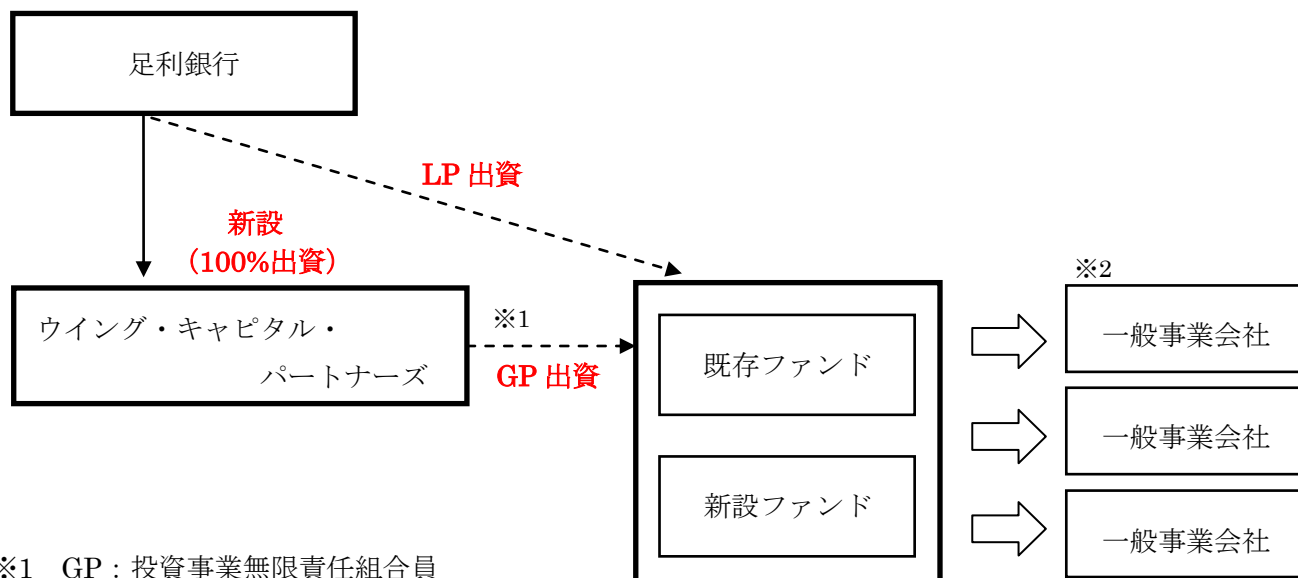 足利銀行
LP 出資
新設
（100%出資）
※2
ウイング・キャピタル・
パートナーズ
※1
GP 出資
既存ファンド
新設ファンド
一般事業会社
一般事業会社
一般事業会社
※1 GP：投資事業無限責任組合員